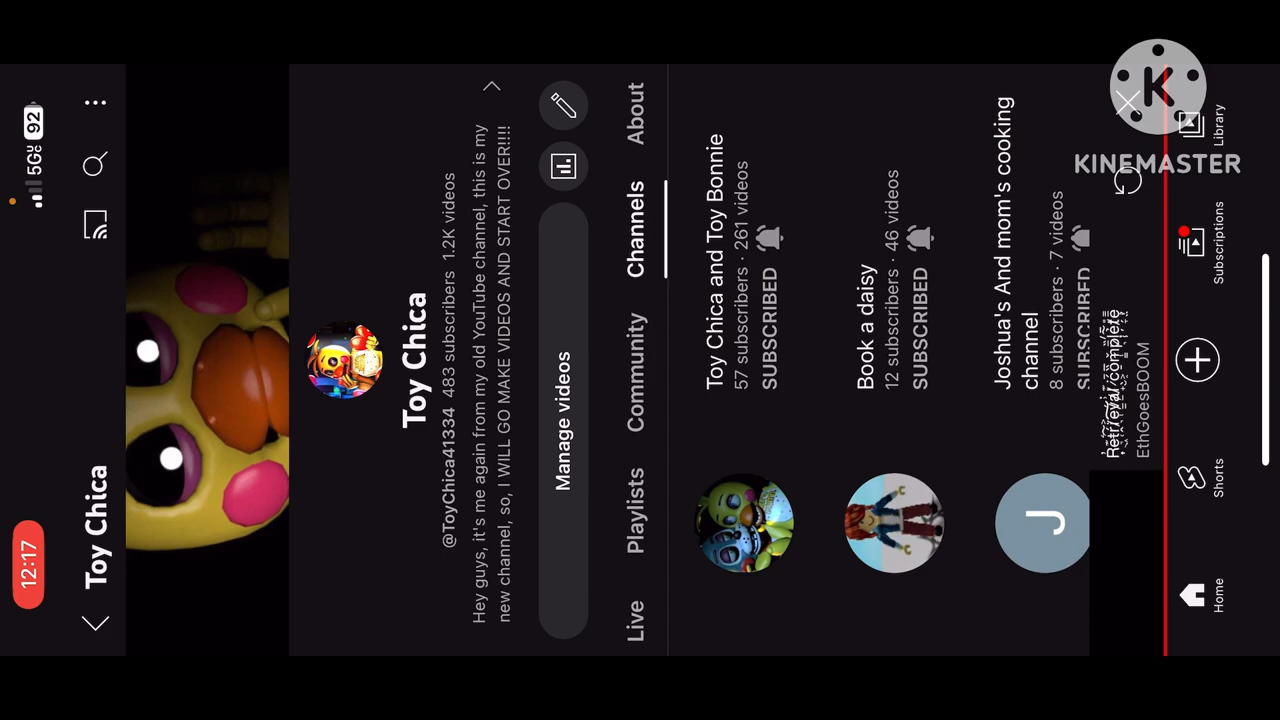 12:17
5G 92
Toy Chica
Toy Chica
@ToyChica41334 483 subscribers 1.2K videos
Hey guys, it's me again from my old YouTube channel, this is my
new channel, so, I WILL GO MAKE VIDEOS AND START OVER!!!!
Manage videos
Live Playlists Community Channels About
Toy Chica and Toy Bonnie
57 subscribers · 261 videos
SUBSCRIBED
Book a daisy
12 subscribers · 46 videos
SUBSCRIBED
J
Joshua's And mom's cooking
channel
8 subscribers · 7 videos
SUBSCRIBED
Retrieval complete
EthGoesBOOM
Home Shorts Subscriptions Library
K
KINEMASTER